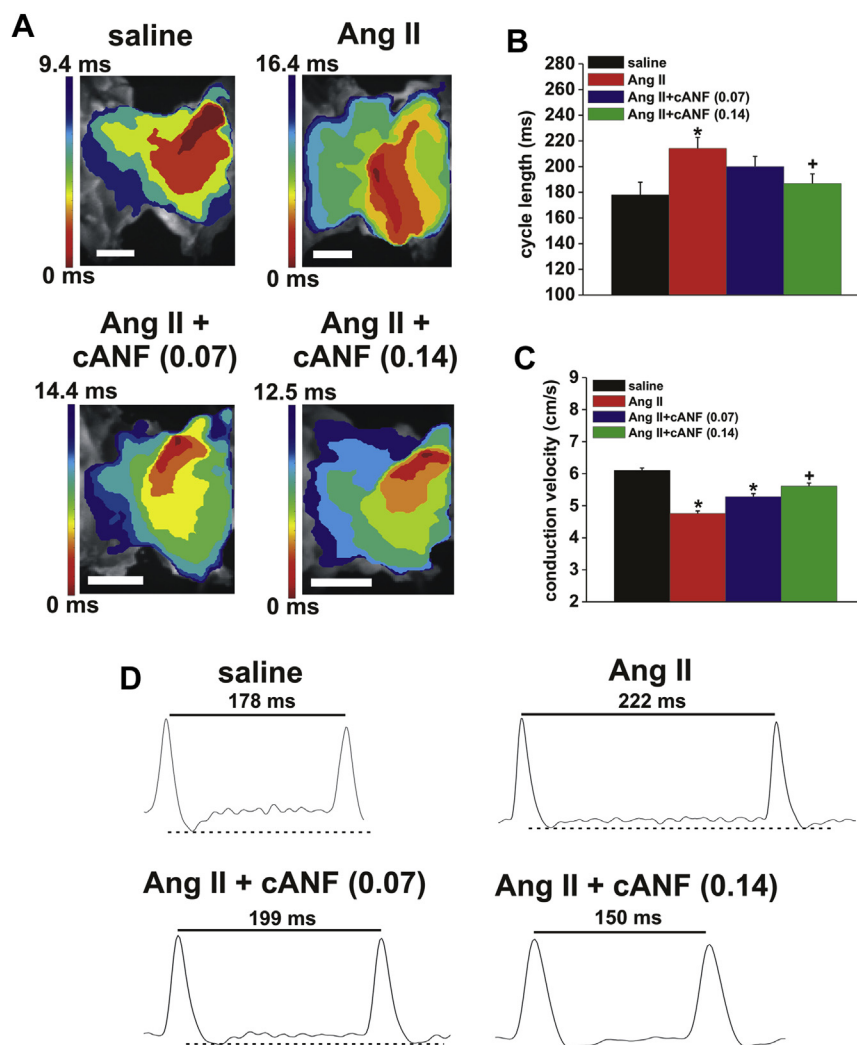 A
saline
9.4 ms
0 ms
Ang II
16.4 ms
0 ms
Ang II +
cANF (0.07)
14.4 ms
0 ms
Ang II +
cANF (0.14)
12.5 ms
0 ms
B
280
260
240
220
200
180
160
140
120
100
cycle length (ms)
saline
Ang II
Ang II+cANF (0.07)
Ang II+cANF (0.14)
*
+
C
9
8
7
6
5
4
3
2
conduction velocity (cm/s)
saline
Ang II
Ang II+cANF (0.07)
Ang II+cANF (0.14)
*
*
+
D
saline
178 ms
Ang II
222 ms
Ang II + cANF (0.07)
199 ms
Ang II + cANF (0.14)
150 ms